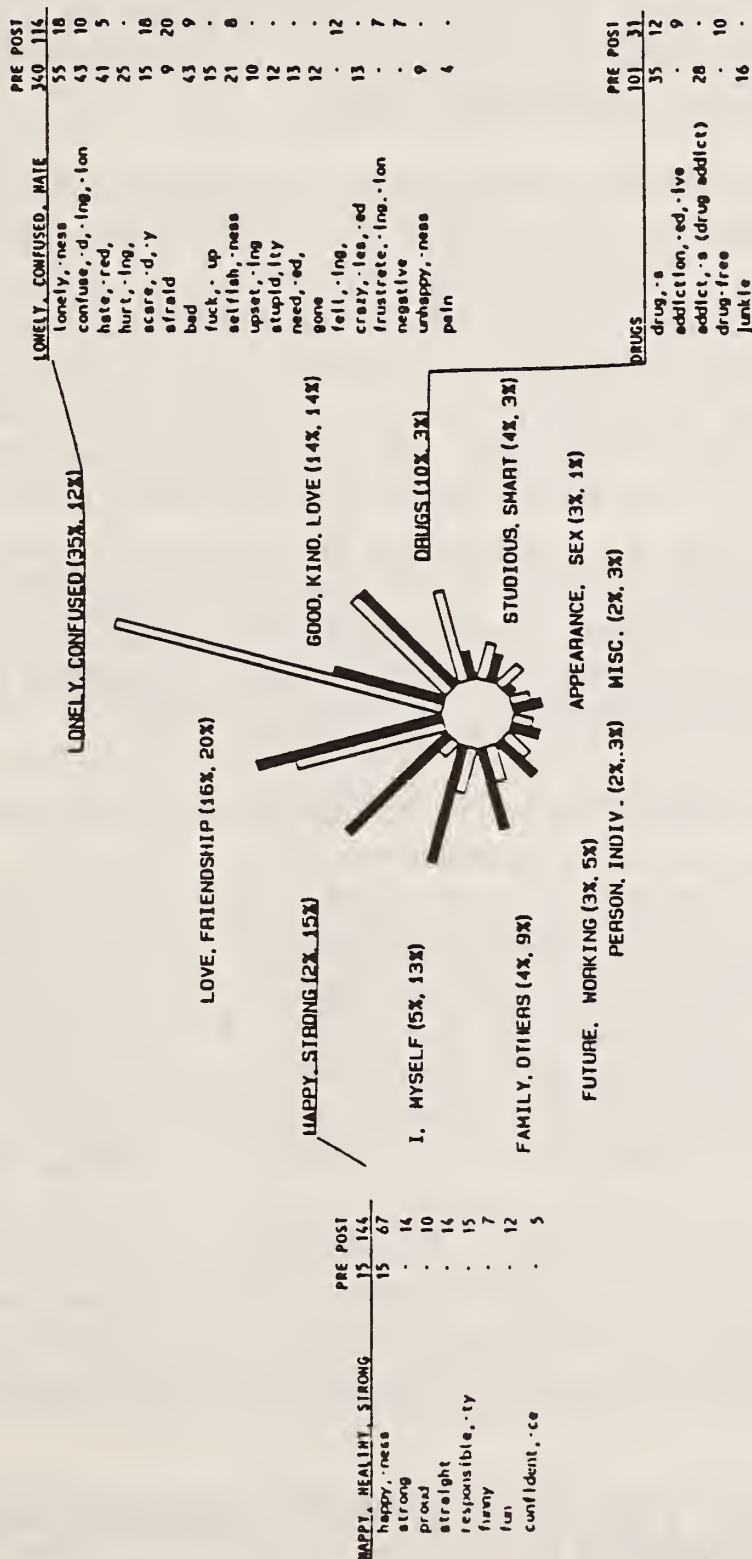 PRE POST
LONELY, CONFUSED, HATE 340 114
lonely,-ness 55 18
confuse,-d,-ing,-ion 43 10
hate,-red, 41 5
hurt,-ing, 25 .
scare,-d,-y 15 18
afraid 9 20
bad 43 9
fuck,-up 15 .
selfish,-ness 21 8
upset,-ing 10 .
stupid,ity 12 .
need,-ed, 13 .
gone 12 .
fell,-ing, . 12
crazy,-ies,-ed 13 .
frustrete,-ing,-ion . 7
negative . 7
unhappy,-ness 9 .
pain 4 .
LONELY, CONFUSED (35%, 12%)
LOVE, FRIENDSHIP (16%, 20%)
GOOD, KIND, LOVE (14%, 14%)
HAPPY, STRONG (2%, 15%)
DRUGS (10%, 3%)
I, MYSELF (5%, 13%)
STUDIOUS, SMART (4%, 3%)
FAMILY, OTHERS (4%, 9%)
APPEARANCE, SEX (3%, 1%)
FUTURE, WORKING (3%, 5%)
PERSON, INDIV. (2%, 3%)
MISC. (2%, 3%)
PRE POST
HAPPY, HEALTHY, STRONG 15 144
happy,-ness 15 67
strong . 14
proud . 10
straight . 14
responsible,-ty . 15
funny . 7
fun . 12
confident,-ce . 5
PRE POST
DRUGS 101 31
drug,-s 35 12
addiction,-ed,-ive . 9
addict,-s (drug addict) 28 .
drug-free . 10
junkie 16 .